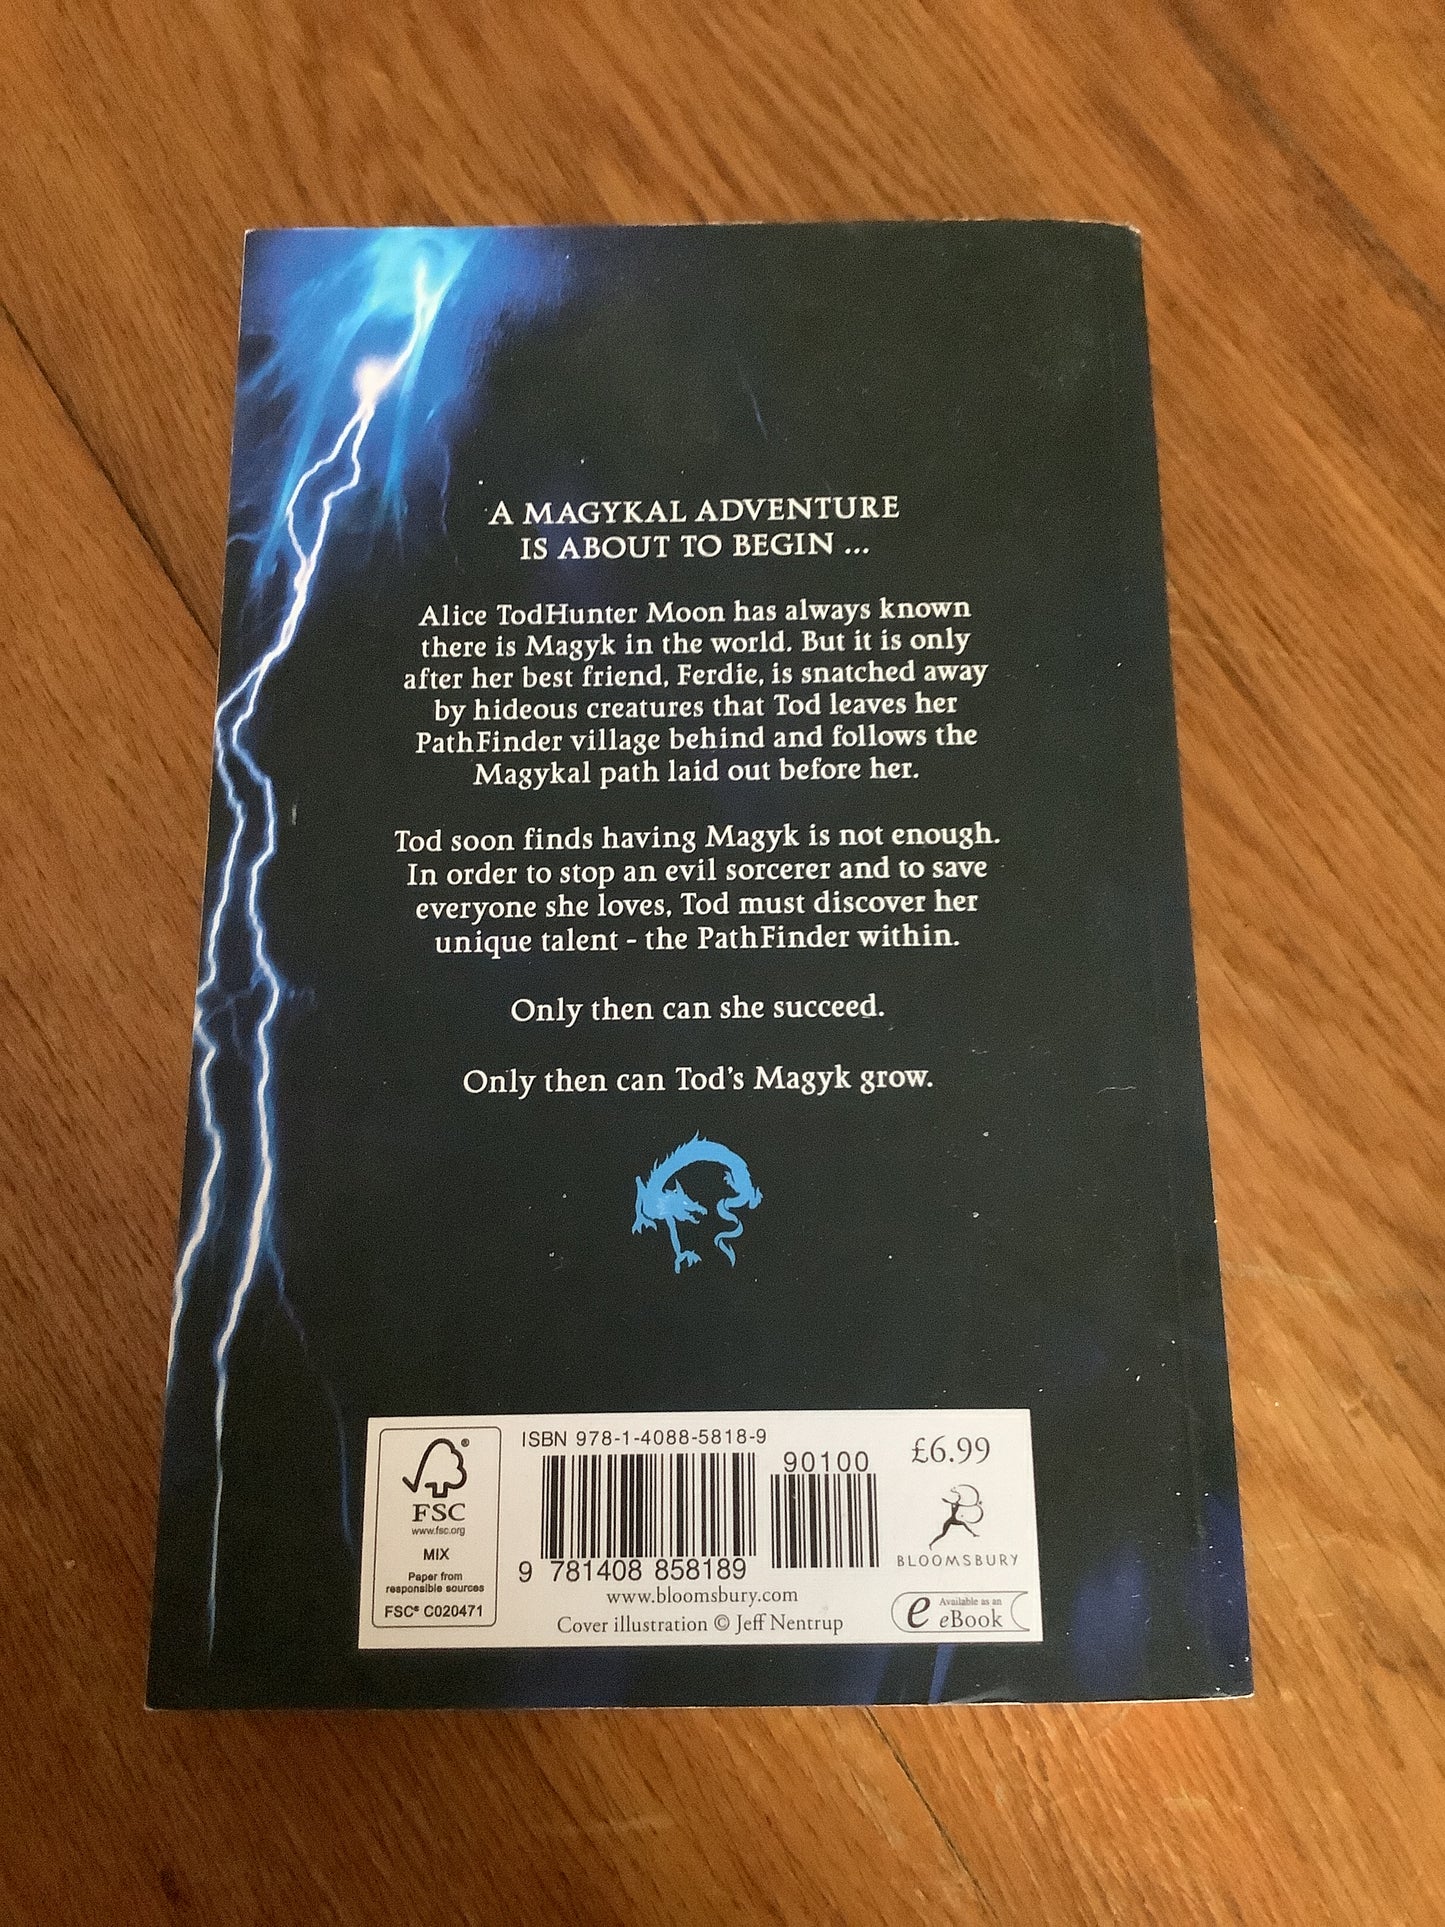 A MAGYKAL ADVENTURE
IS ABOUT TO BEGIN ...
Alice TodHunter Moon has always known
there is Magyk in the world. But it is only
after her best friend, Ferdie, is snatched away
by hideous creatures that Tod leaves her
PathFinder village behind and follows the
Magykal path laid out before her.
Tod soon finds having Magyk is not enough.
In order to stop an evil sorcerer and to save
everyone she loves, Tod must discover her
unique talent - the PathFinder within.
Only then can she succeed.
Only then can Tod's Magyk grow.
FSC
www.fsc.org
MIX
Paper from
responsible sources
FSC® C020471
ISBN 978-1-4088-5818-9
90100
9 781408 858189
www.bloomsbury.com
Cover illustration © Jeff Nentrup
£6.99
B
BLOOMSBURY
e Available as an
eBook